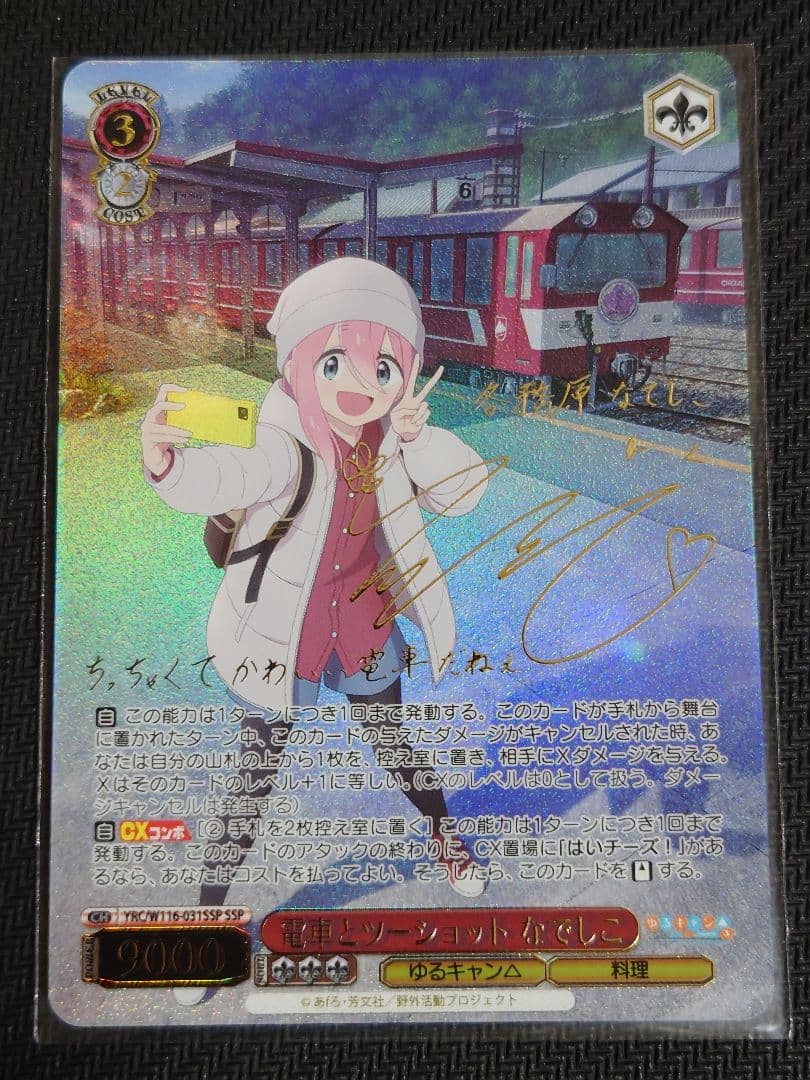 LEVEL
3
2
COST
6
各務原 なでしこ
ちっちゃくて かわいい 電車だねぇ
自 この能力は1ターンにつき1回まで発動する。このカードが手札から舞台
に置かれたターン中、このカードの与えたダメージがキャンセルされた時、あ
なたは自分の山札の上から1枚を、控え室に置き、相手にXダメージを与える。
Xはそのカードのレベル+1に等しい。(CXのレベルは0として扱う。ダメー
ジキャンセルは発生する)
自 CXコンボ [② 手札を2枚控え室に置く] この能力は1ターンにつき1回まで
発動する。このカードのアタックの終わりに、CX置場に「はいチーズ!」があ
るなら、あなたはコストを払ってよい。そうしたら、このカードを する。
CH YRC/W116-031SSP SSP
POWER
9000
電車とツーショット なでしこ
ゆるキャン△
SOUL
ゆるキャン△
料理
©あfろ・芳文社/野外活動プロジェクト